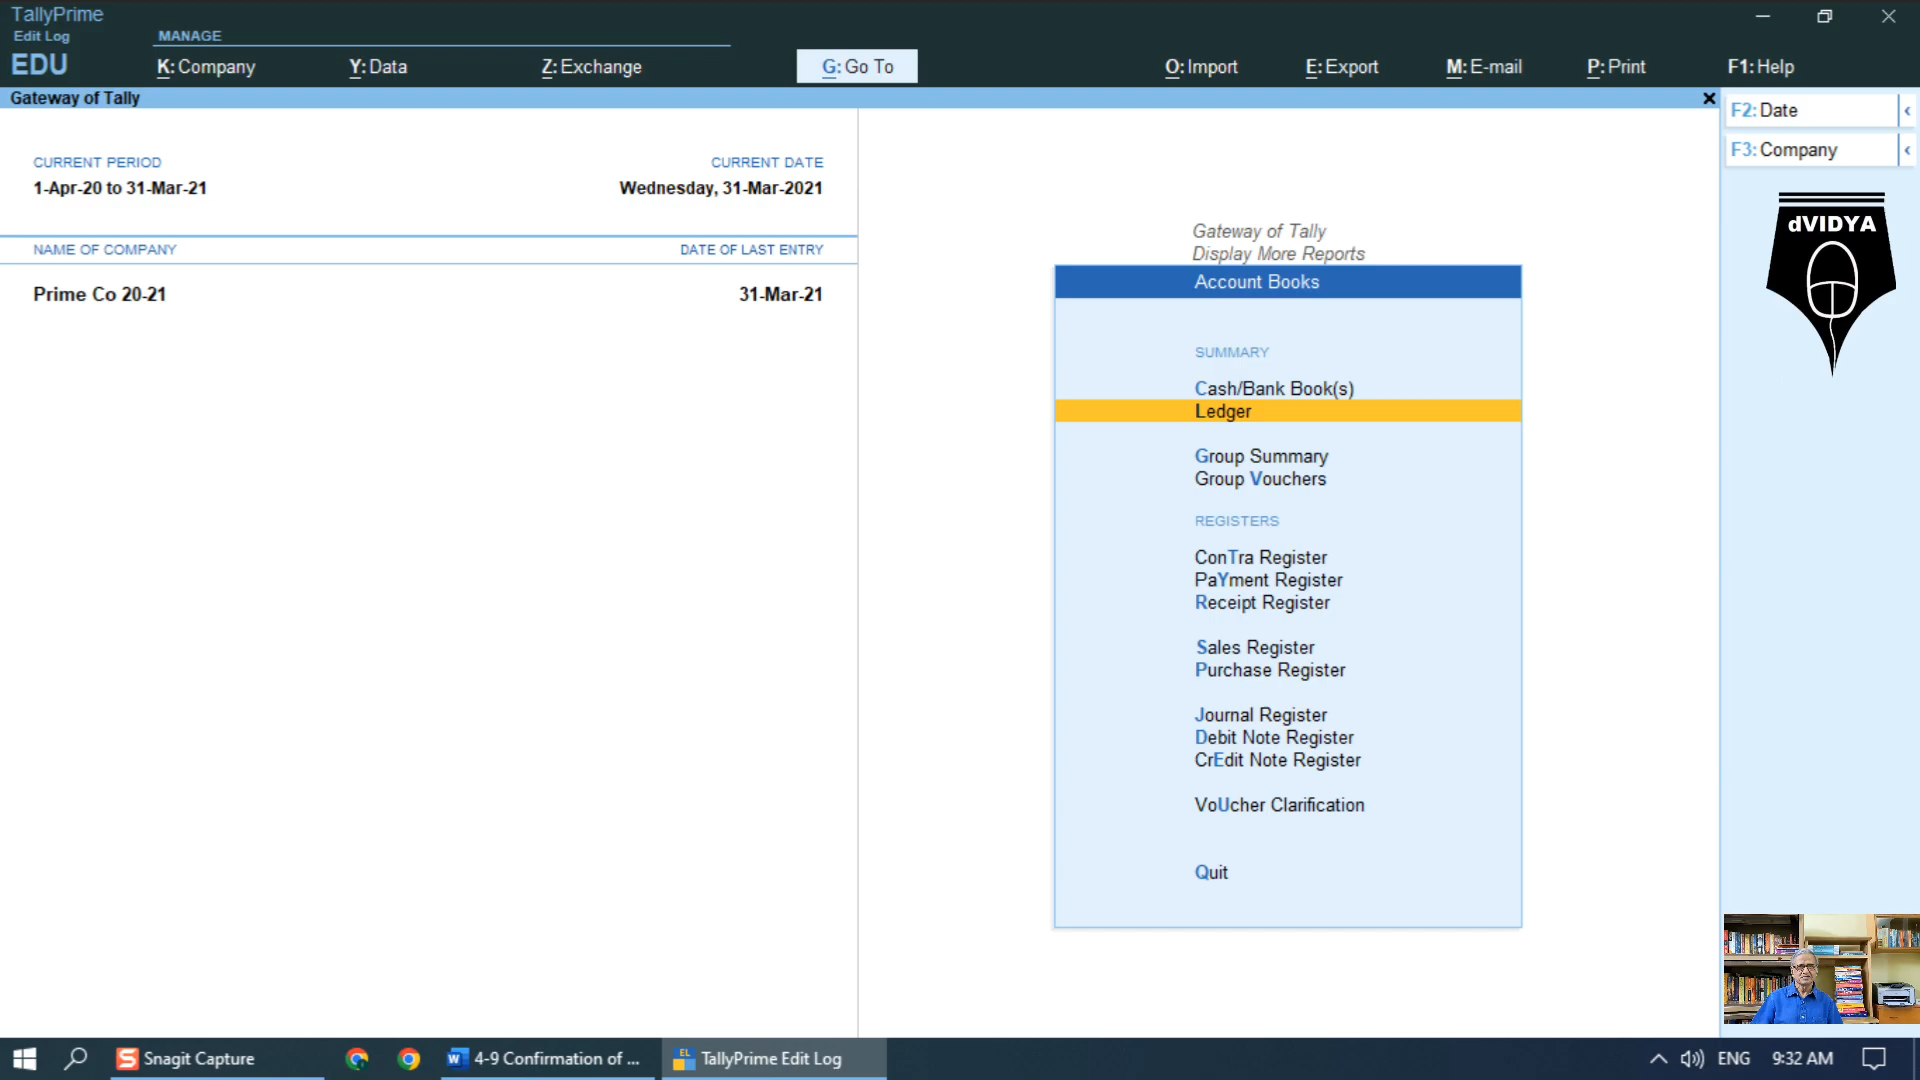 TallyPrime
Edit Log
EDU
MANAGE
K: Company
Y: Data
Z: Exchange
G: Go To
O: Import
E: Export
M: E-mail
P: Print
F1: Help
Gateway of Tally
F2: Date
F3: Company
CURRENT PERIOD
CURRENT DATE
1-Apr-20 to 31-Mar-21
Wednesday, 31-Mar-2021
NAME OF COMPANY
DATE OF LAST ENTRY
Prime Co 20-21
31-Mar-21
Gateway of Tally
Display More Reports
Account Books
SUMMARY
Cash/Bank Book(s)
Ledger
Group Summary
Group Vouchers
REGISTERS
ConTra Register
PaYment Register
Receipt Register
Sales Register
Purchase Register
Journal Register
Debit Note Register
CrEdit Note Register
VoUcher Clarification
Quit
dVIDYA
Snagit Capture
4-9 Confirmation of ...
TallyPrime Edit Log
ENG
9:32 AM